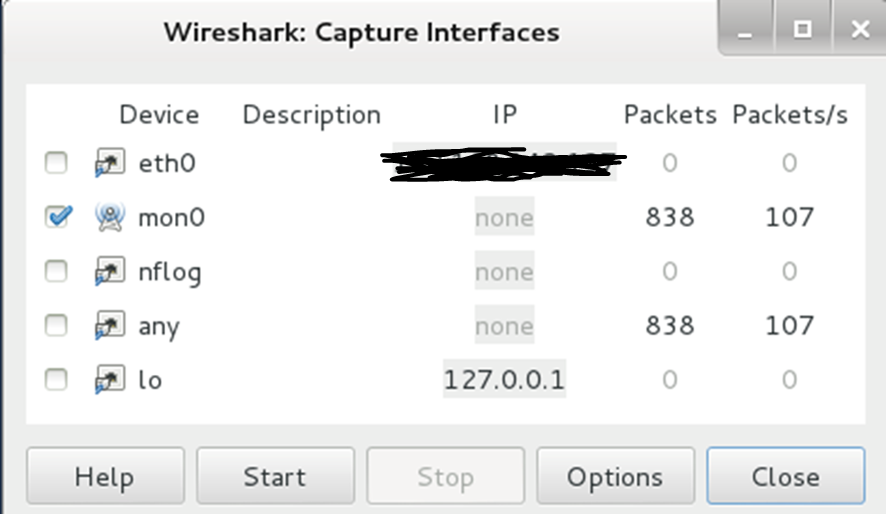 Wireshark: Capture Interfaces
Device Description IP Packets Packets/s
eth0 0 0
mon0 none 838 107
nflog none 0 0
any none 838 107
lo 127.0.0.1 0 0
Help Start Stop Options Close